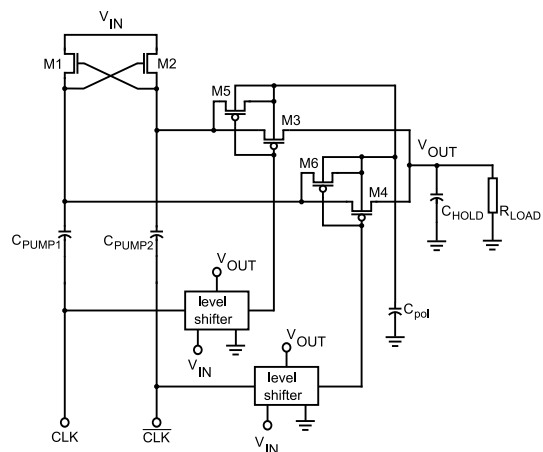 V_IN
M1
M2
M5
M3
M6
V_OUT
M4
C_PUMP1
C_PUMP2
C_HOLD
R_LOAD
V_OUT
level
shifter
C_pol
V_IN
V_OUT
level
shifter
CLK
CLK
V_IN